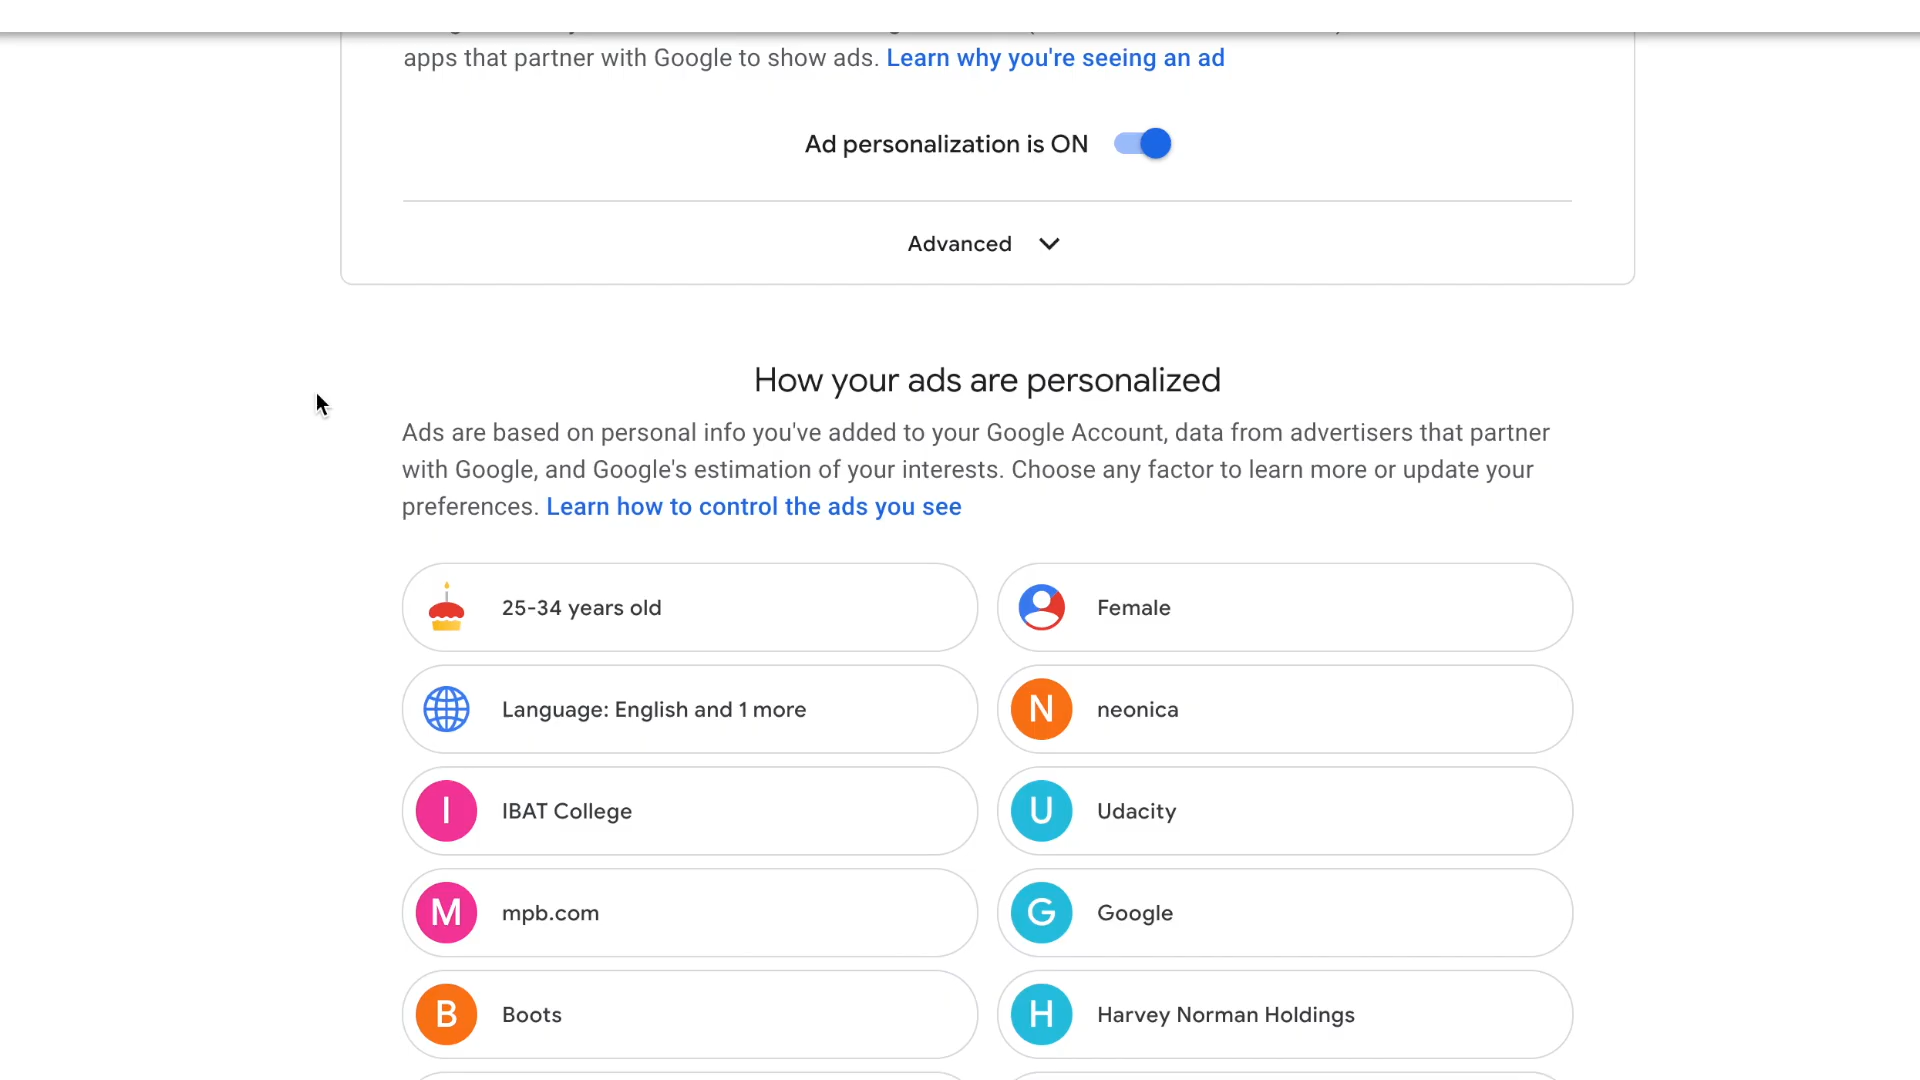 apps that partner with Google to show ads. Learn why you're seeing an ad
Ad personalization is ON
Advanced
How your ads are personalized
Ads are based on personal info you've added to your Google Account, data from advertisers that partner
with Google, and Google's estimation of your interests. Choose any factor to learn more or update your
preferences. Learn how to control the ads you see
25-34 years old
Female
Language: English and 1 more
N neonica
I IBAT College
U Udacity
M mpb.com
G Google
B Boots
H Harvey Norman Holdings